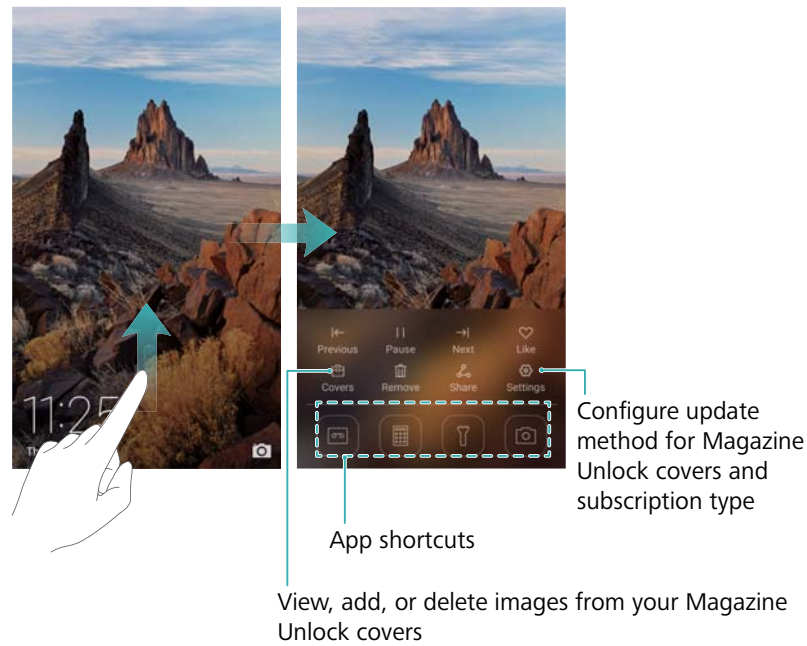 Previous Pause Next Like
Covers Remove Share Settings
11:25
Configure update
method for Magazine
Unlock covers and
subscription type
App shortcuts
View, add, or delete images from your Magazine
Unlock covers